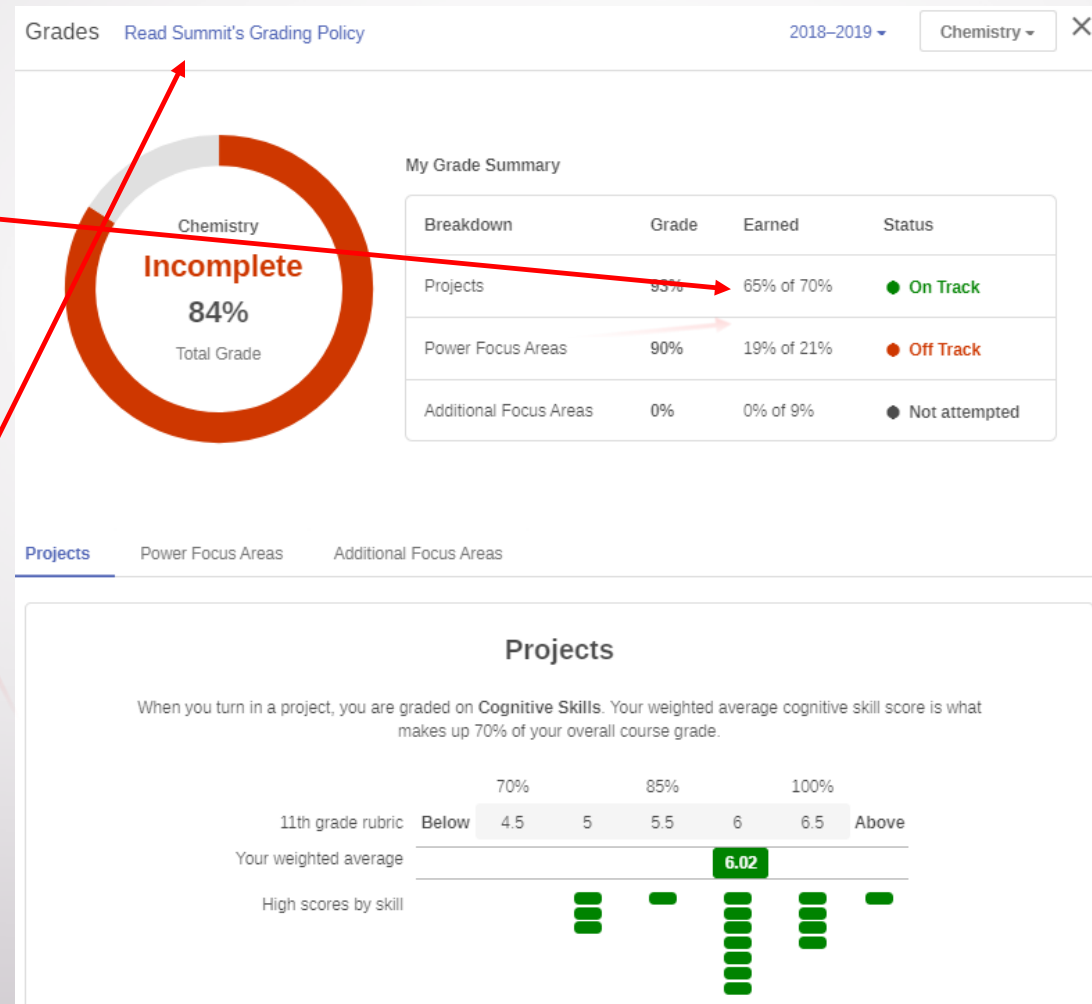 Grades Read Summit's Grading Policy 2018–2019 Chemistry
My Grade Summary
Breakdown Grade Earned Status
Chemistry
Incomplete
84%
Total Grade
Projects 93% 65% of 70% On Track
Power Focus Areas 90% 19% of 21% Off Track
Additional Focus Areas 0% 0% of 9% Not attempted
Projects Power Focus Areas Additional Focus Areas
Projects
When you turn in a project, you are graded on Cognitive Skills. Your weighted average cognitive skill score is what
makes up 70% of your overall course grade.
70% 85% 100%
11th grade rubric Below 4.5 5 5.5 6 6.5 Above
Your weighted average 6.02
High scores by skill